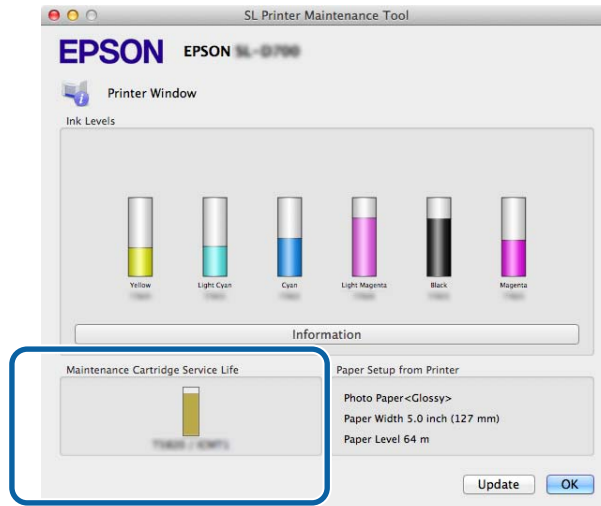 SL Printer Maintenance Tool
EPSON EPSON
Printer Window
Ink Levels
Yellow Light Cyan Cyan Light Magenta Black Magenta
Information
Maintenance Cartridge Service Life
Paper Setup from Printer
Photo Paper<Glossy>
Paper Width 5.0 inch (127 mm)
Paper Level 64 m
Update OK